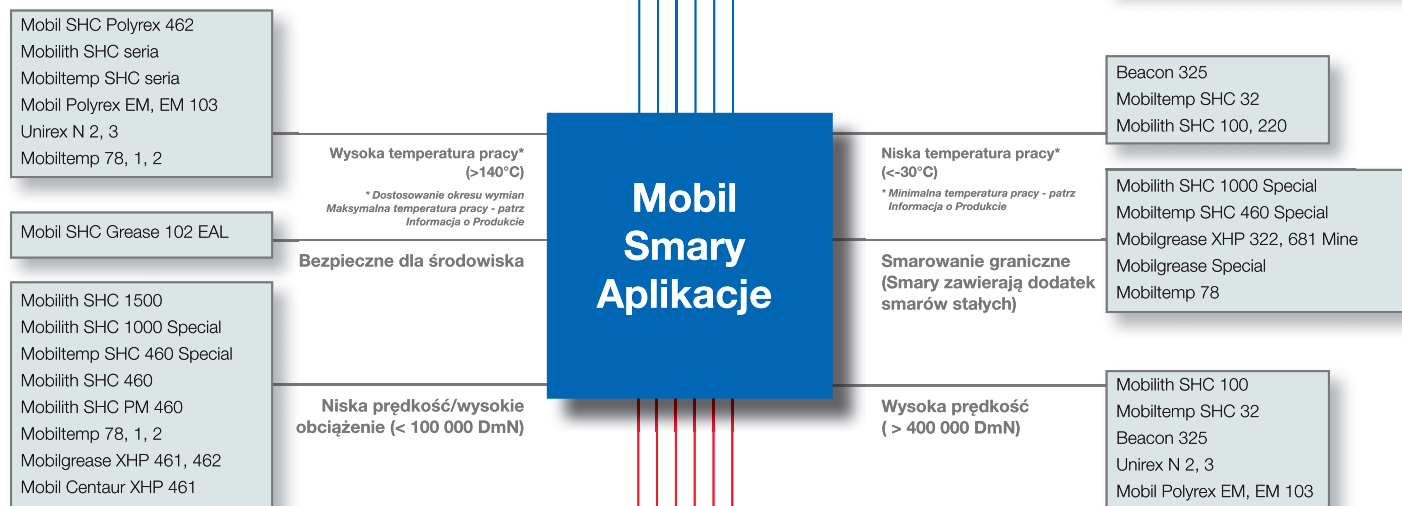 Mobil SHC Polyrex 462
Mobilith SHC seria
Mobiltemp SHC seria
Mobil Polyrex EM, EM 103
Unirex N 2, 3
Mobiltemp 78, 1, 2
Wysoka temperatura pracy*
(>140°C)
* Dostosowanie okresu wymian
Maksymalna temperatura pracy - patrz
Informacja o Produkcie
Mobil SHC Grease 102 EAL
Bezpieczne dla środowiska
Mobilith SHC 1500
Mobilith SHC 1000 Special
Mobiltemp SHC 460 Special
Mobilith SHC 460
Mobilith SHC PM 460
Mobiltemp 78, 1, 2
Mobilgrease XHP 461, 462
Mobil Centaur XHP 461
Niska prędkość/wysokie
obciążenie (< 100 000 DmN)
Mobil
Smary
Aplikacje
Niska temperatura pracy*
(<-30°C)
* Minimalna temperatura pracy - patrz
Informacja o Produkcie
Beacon 325
Mobiltemp SHC 32
Mobilith SHC 100, 220
Smarowanie graniczne
(Smary zawierają dodatek
smarów stałych)
Mobilith SHC 1000 Special
Mobiltemp SHC 460 Special
Mobilgrease XHP 322, 681 Mine
Mobilgrease Special
Mobiltemp 78
Wysoka prędkość
( > 400 000 DmN)
Mobilith SHC 100
Mobiltemp SHC 32
Beacon 325
Unirex N 2, 3
Mobil Polyrex EM, EM 103